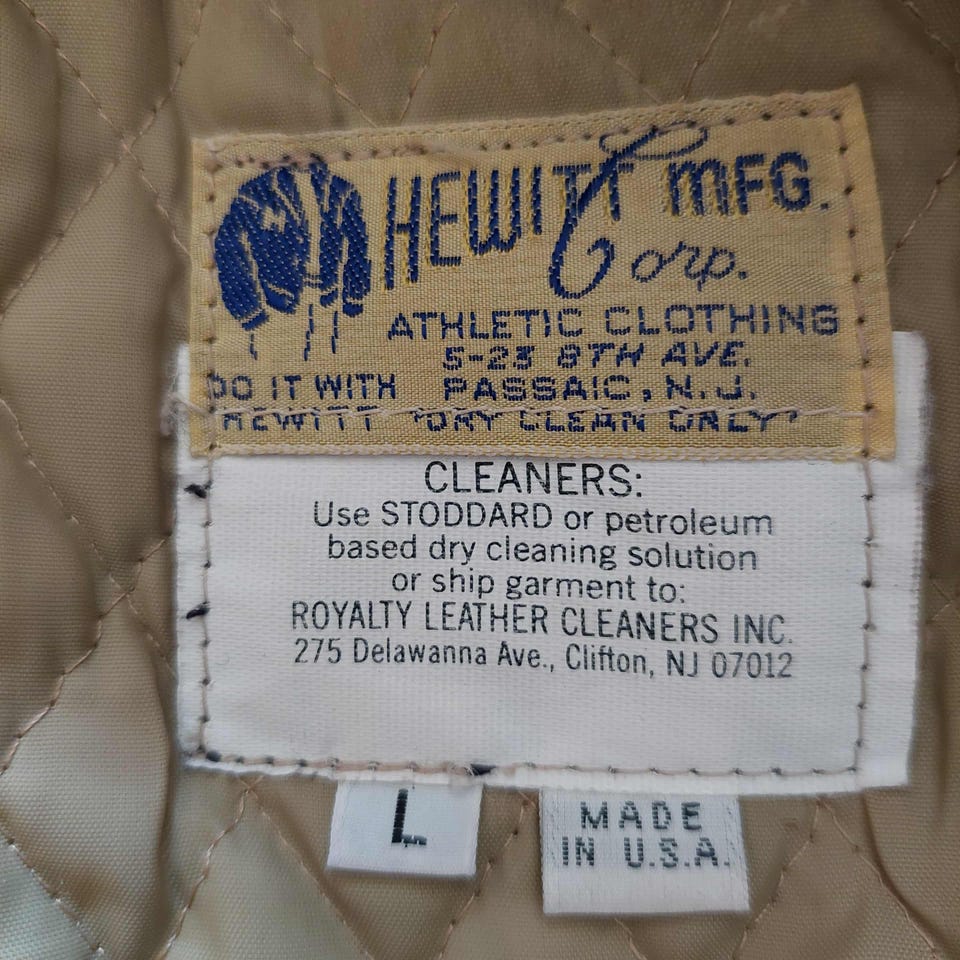 HEWITT MFG.
Corp.
ATHLETIC CLOTHING
5-23 8TH AVE.
DO IT WITH PASSAIC, N.J.
HEWITT "DRY CLEAN ONLY"
CLEANERS:
Use STODDARD or petroleum
based dry cleaning solution
or ship garment to:
ROYALTY LEATHER CLEANERS INC.
275 Delawanna Ave., Clifton, NJ 07012
L
MADE
IN U.S.A.